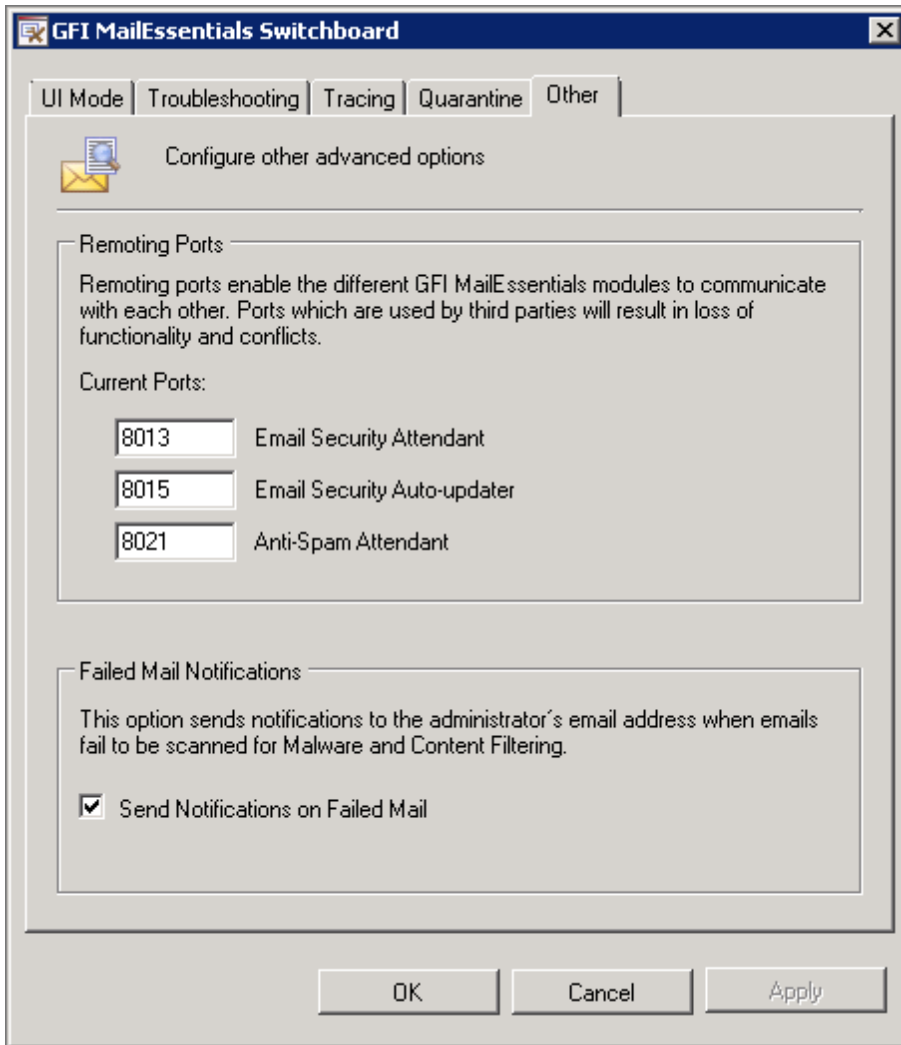 GFI MailEssentials Switchboard
UI Mode
Troubleshooting
Tracing
Quarantine
Other
Configure other advanced options
Remoting Ports
Remoting ports enable the different GFI MailEssentials modules to communicate
with each other. Ports which are used by third parties will result in loss of
functionality and conflicts.
Current Ports:
8013 Email Security Attendant
8015 Email Security Auto-updater
8021 Anti-Spam Attendant
Failed Mail Notifications
This option sends notifications to the administrator´s email address when emails
fail to be scanned for Malware and Content Filtering.
Send Notifications on Failed Mail
OK
Cancel
Apply